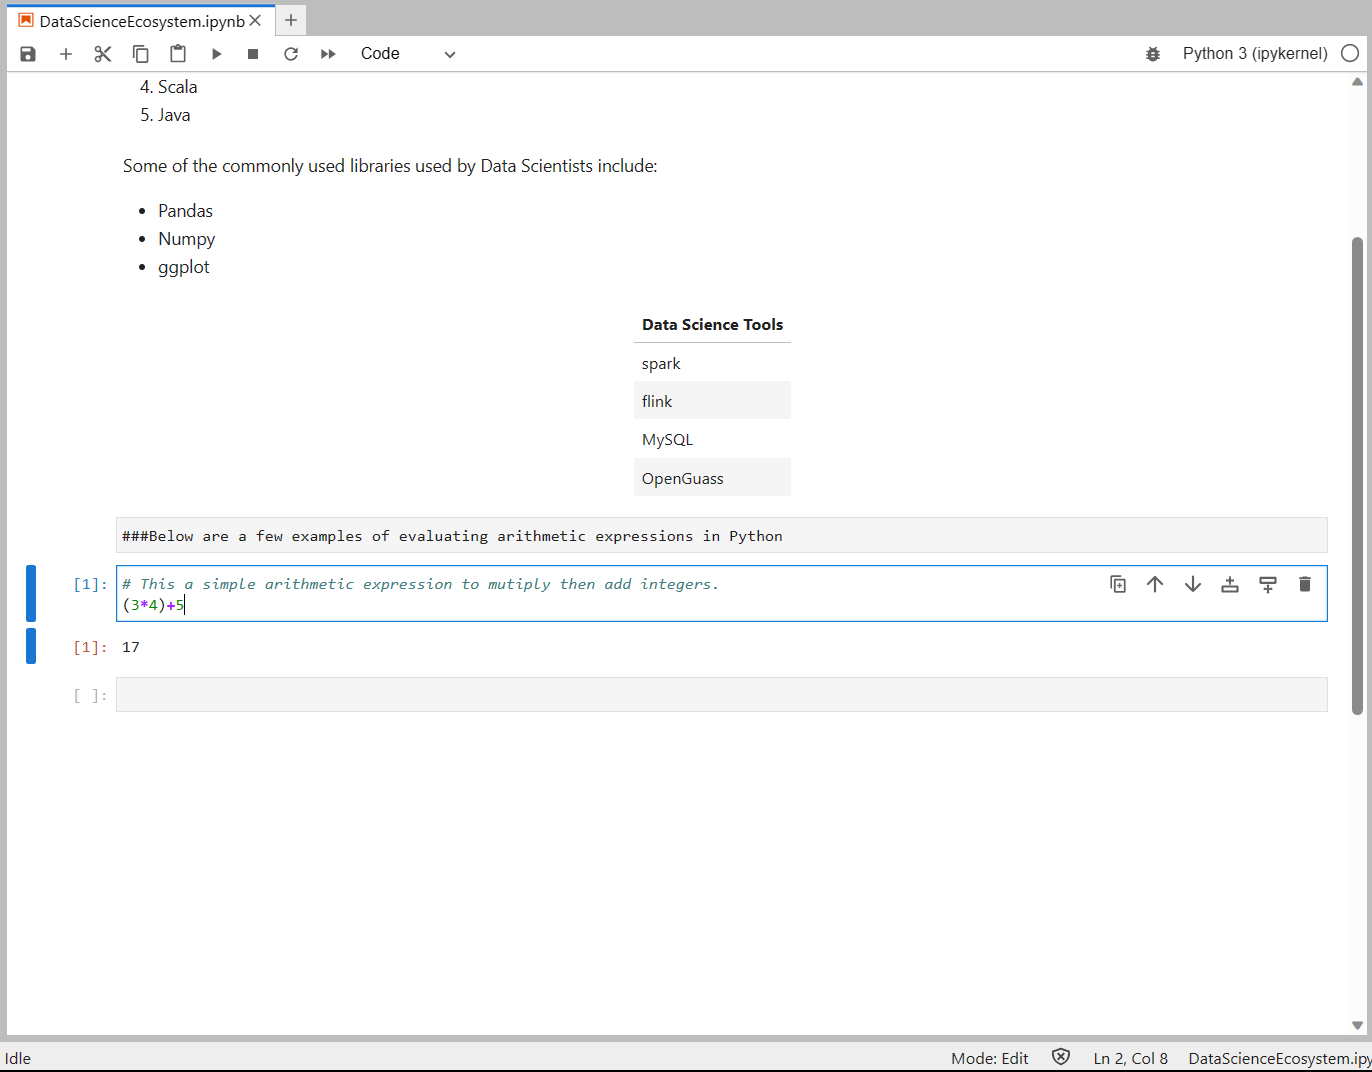 DataScienceEcosystem.ipynb
Code
Python 3 (ipykernel)
4. Scala
5. Java
Some of the commonly used libraries used by Data Scientists include:
• Pandas
• Numpy
• ggplot
Data Science Tools
spark
flink
MySQL
OpenGuass
###Below are a few examples of evaluating arithmetic expressions in Python
[1]: # This a simple arithmetic expression to mutiply then add integers.
(3*4)+5
[1]: 17
[ ]:
Idle
Mode: Edit
Ln 2, Col 8
DataScienceEcosystem.ipy